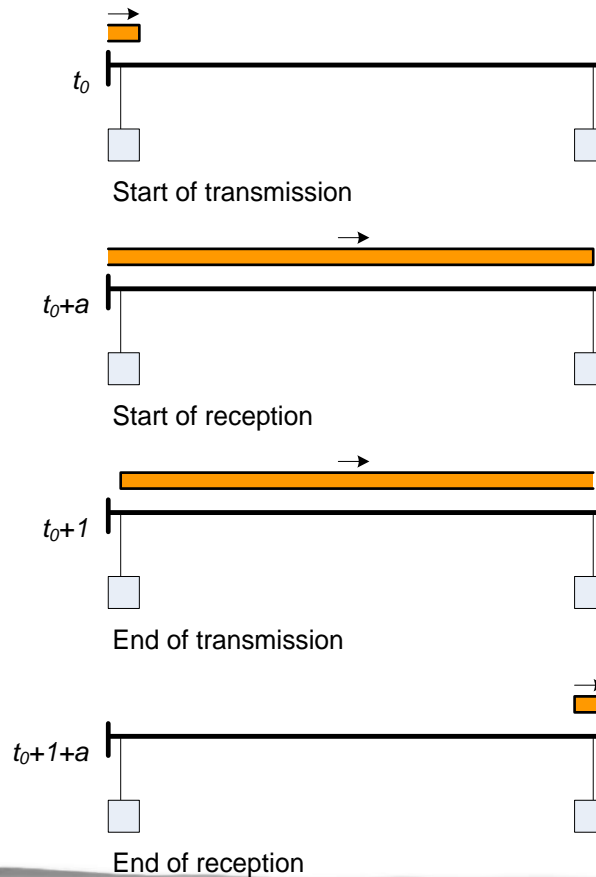 t0
Start of transmission
t0+a
Start of reception
t0+1
End of transmission
t0+1+a
End of reception